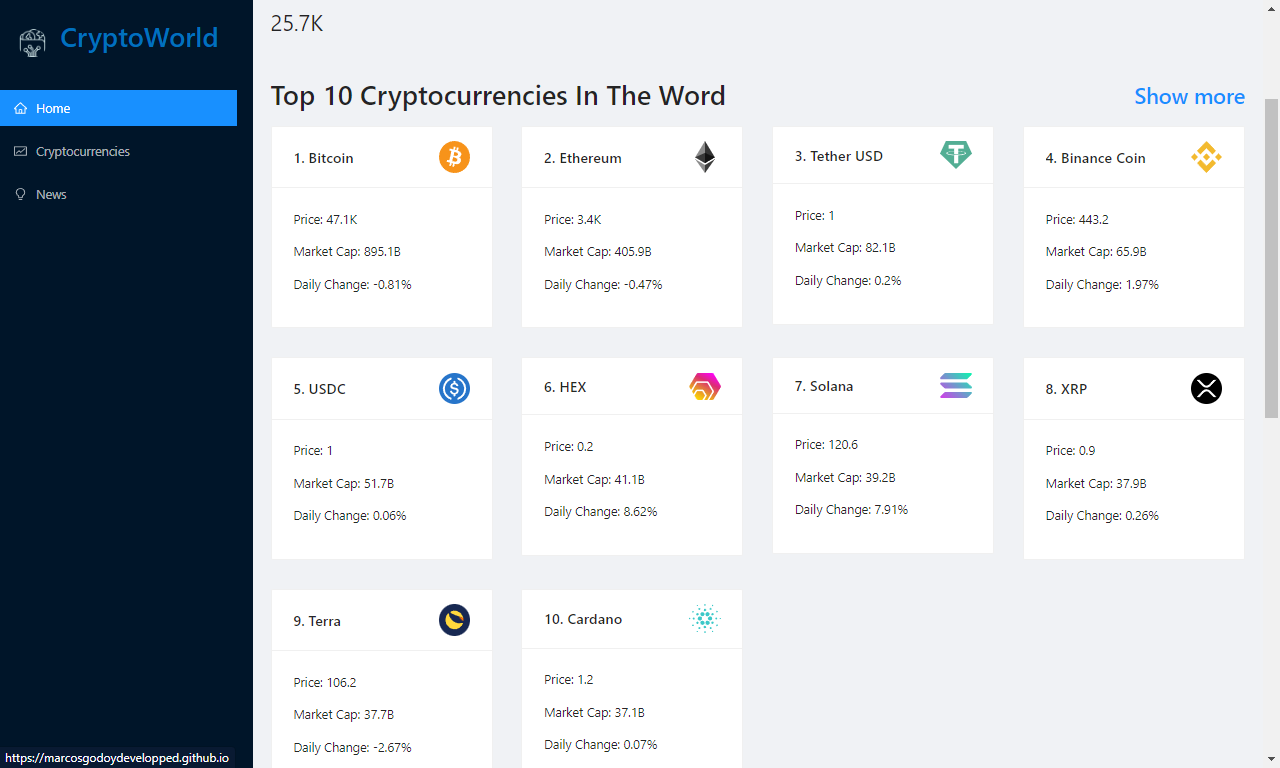 CryptoWorld
Home
Cryptocurrencies
News
25.7K
Top 10 Cryptocurrencies In The Word
Show more
1. Bitcoin
Price: 47.1K
Market Cap: 895.1B
Daily Change: -0.81%
2. Ethereum
Price: 3.4K
Market Cap: 405.9B
Daily Change: -0.47%
3. Tether USD
Price: 1
Market Cap: 82.1B
Daily Change: 0.2%
4. Binance Coin
Price: 443.2
Market Cap: 65.9B
Daily Change: 1.97%
5. USDC
Price: 1
Market Cap: 51.7B
Daily Change: 0.06%
6. HEX
Price: 0.2
Market Cap: 41.1B
Daily Change: 8.62%
7. Solana
Price: 120.6
Market Cap: 39.2B
Daily Change: 7.91%
8. XRP
Price: 0.9
Market Cap: 37.9B
Daily Change: 0.26%
9. Terra
Price: 106.2
Market Cap: 37.7B
Daily Change: -2.67%
10. Cardano
Price: 1.2
Market Cap: 37.1B
Daily Change: 0.07%
https://marcosgodoydevelopped.github.io